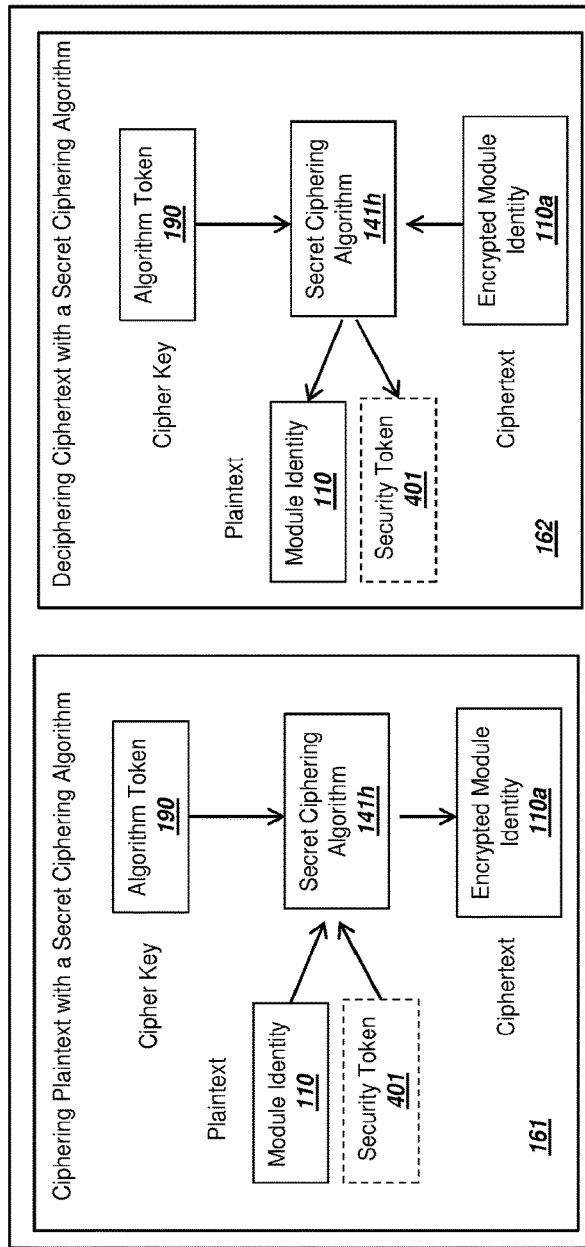 Ciphering Plaintext with a Secret Ciphering Algorithm
Cipher Key
Algorithm Token
190
Plaintext
Module Identity
110
Security Token
401
Secret Ciphering
Algorithm
141h
Ciphertext
Encrypted Module
Identity
110a
161
Deciphering Ciphertext with a Secret Ciphering Algorithm
Cipher Key
Algorithm Token
190
Plaintext
Module Identity
110
Security Token
401
Secret Ciphering
Algorithm
141h
Ciphertext
Encrypted Module
Identity
110a
162